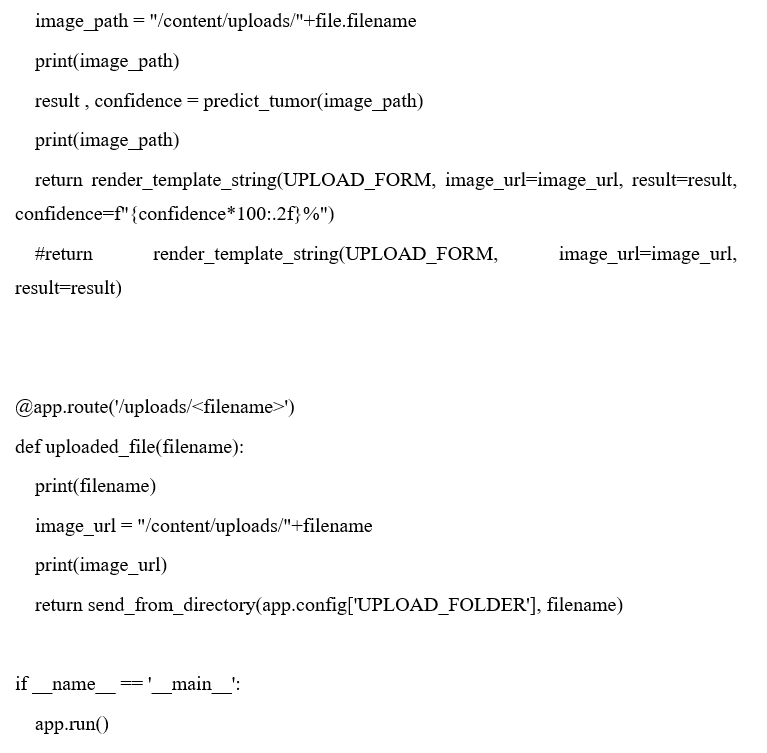 image_path = "/content/uploads/"+file.filename
print(image_path)
result , confidence = predict_tumor(image_path)
print(image_path)
return render_template_string(UPLOAD_FORM, image_url=image_url, result=result,
confidence=f"{confidence*100:.2f}%")
#return render_template_string(UPLOAD_FORM, image_url=image_url,
result=result)
@app.route('/uploads/<filename>')
def uploaded_file(filename):
print(filename)
image_url = "/content/uploads/"+filename
print(image_url)
return send_from_directory(app.config['UPLOAD_FOLDER'], filename)
if __name__ == '__main__':
app.run()